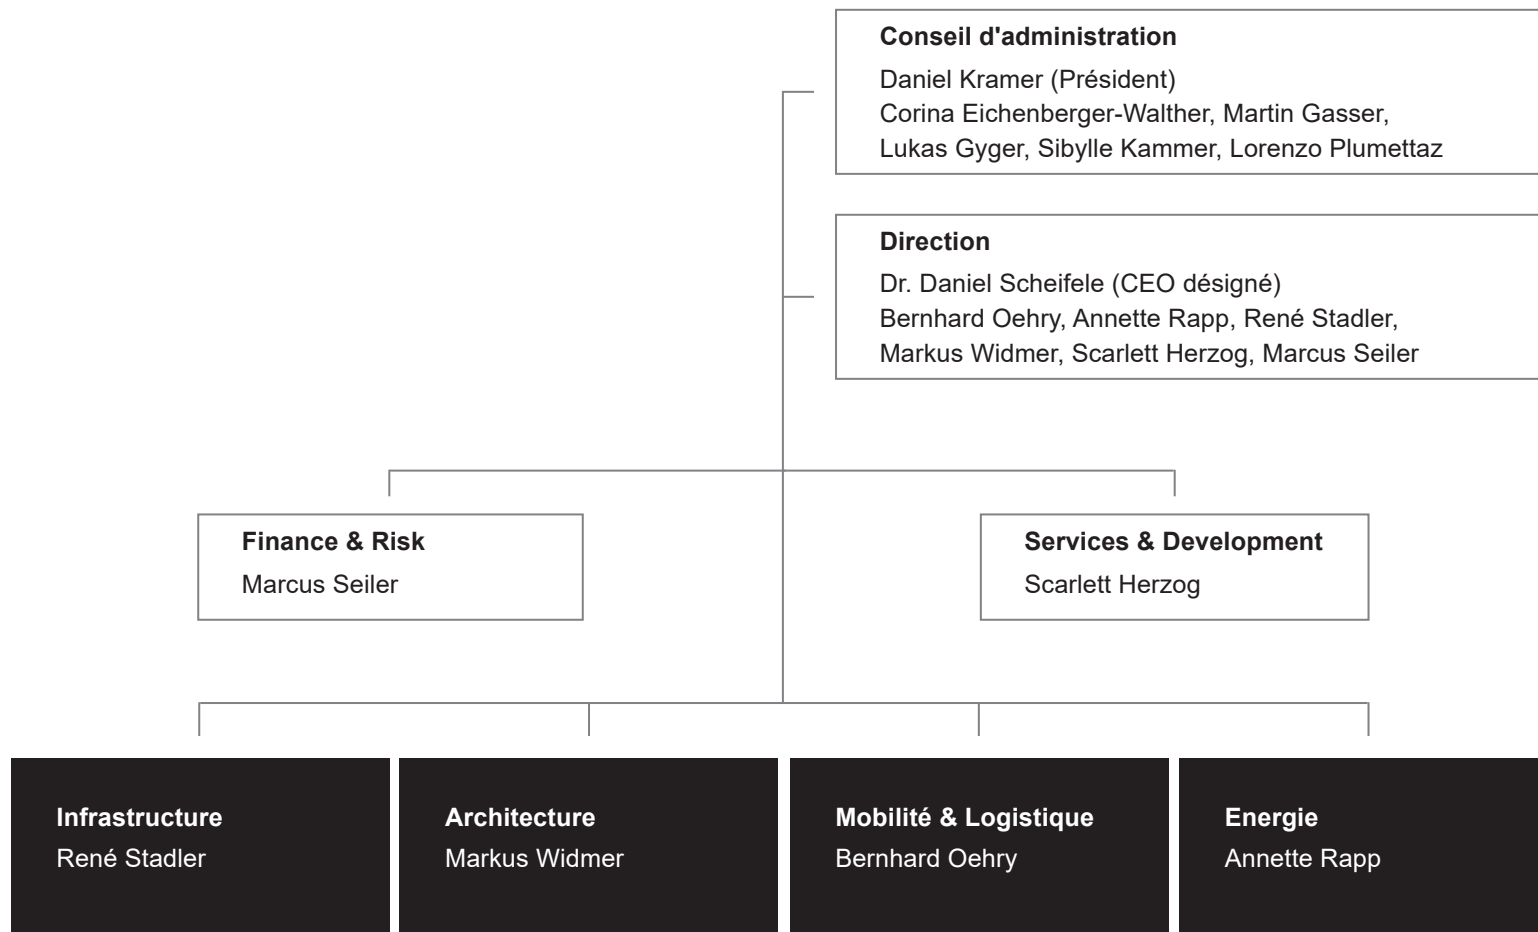 Conseil d'administration
Daniel Kramer (Président)
Corina Eichenberger-Walther, Martin Gasser,
Lukas Gyger, Sibylle Kammer, Lorenzo Plumettaz
Direction
Dr. Daniel Scheifele (CEO désigné)
Bernhard Oehry, Annette Rapp, René Stadler,
Markus Widmer, Scarlett Herzog, Marcus Seiler
Finance & Risk
Marcus Seiler
Services & Development
Scarlett Herzog
Infrastructure
René Stadler
Architecture
Markus Widmer
Mobilité & Logistique
Bernhard Oehry
Energie
Annette Rapp